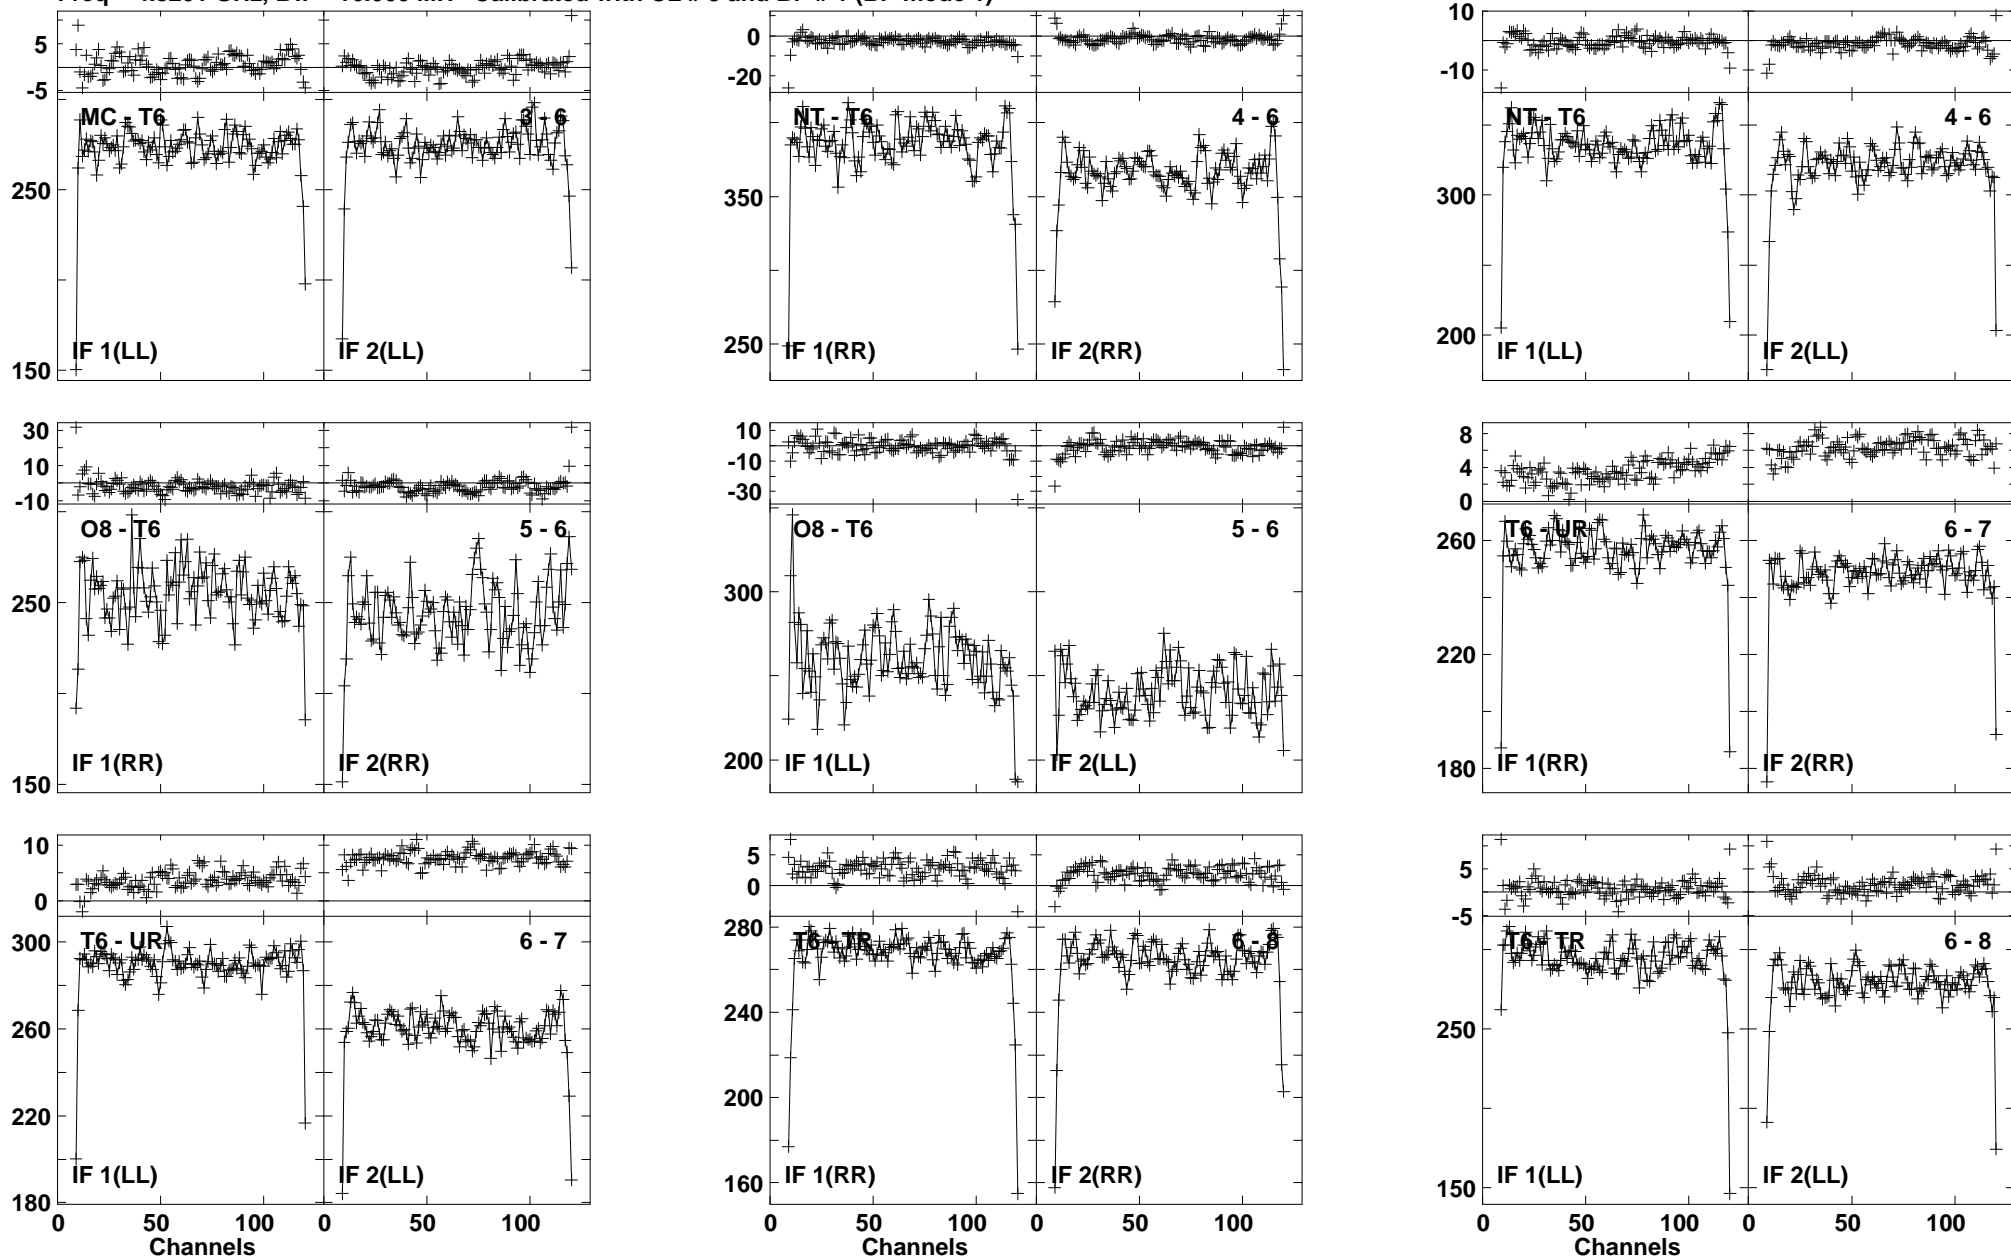 5
0
-5
MC - T6
3 - 6
250
150
IF 1(LL)
IF 2(LL)
0
-20
NT - T6
4 - 6
350
250
IF 1(RR)
IF 2(RR)
10
-10
NT - T6
4 - 6
300
200
IF 1(LL)
IF 2(LL)
30
10
-10
O8 - T6
5 - 6
250
150
IF 1(RR)
IF 2(RR)
10
-10
-30
O8 - T6
5 - 6
300
200
IF 1(LL)
IF 2(LL)
8
4
0
T6 - UR
6 - 7
260
220
180
IF 1(RR)
IF 2(RR)
10
0
T6 - UR
6 - 7
300
260
220
180
IF 1(LL)
IF 2(LL)
0 50 100 0 50 100
Channels
5
0
T6 - TR
6 - 8
280
240
200
160
IF 1(RR)
IF 2(RR)
0 50 100 0 50 100
Channels
5
-5
T6 - TR
6 - 8
250
150
IF 1(LL)
IF 2(LL)
0 50 100 0 50 100
Channels